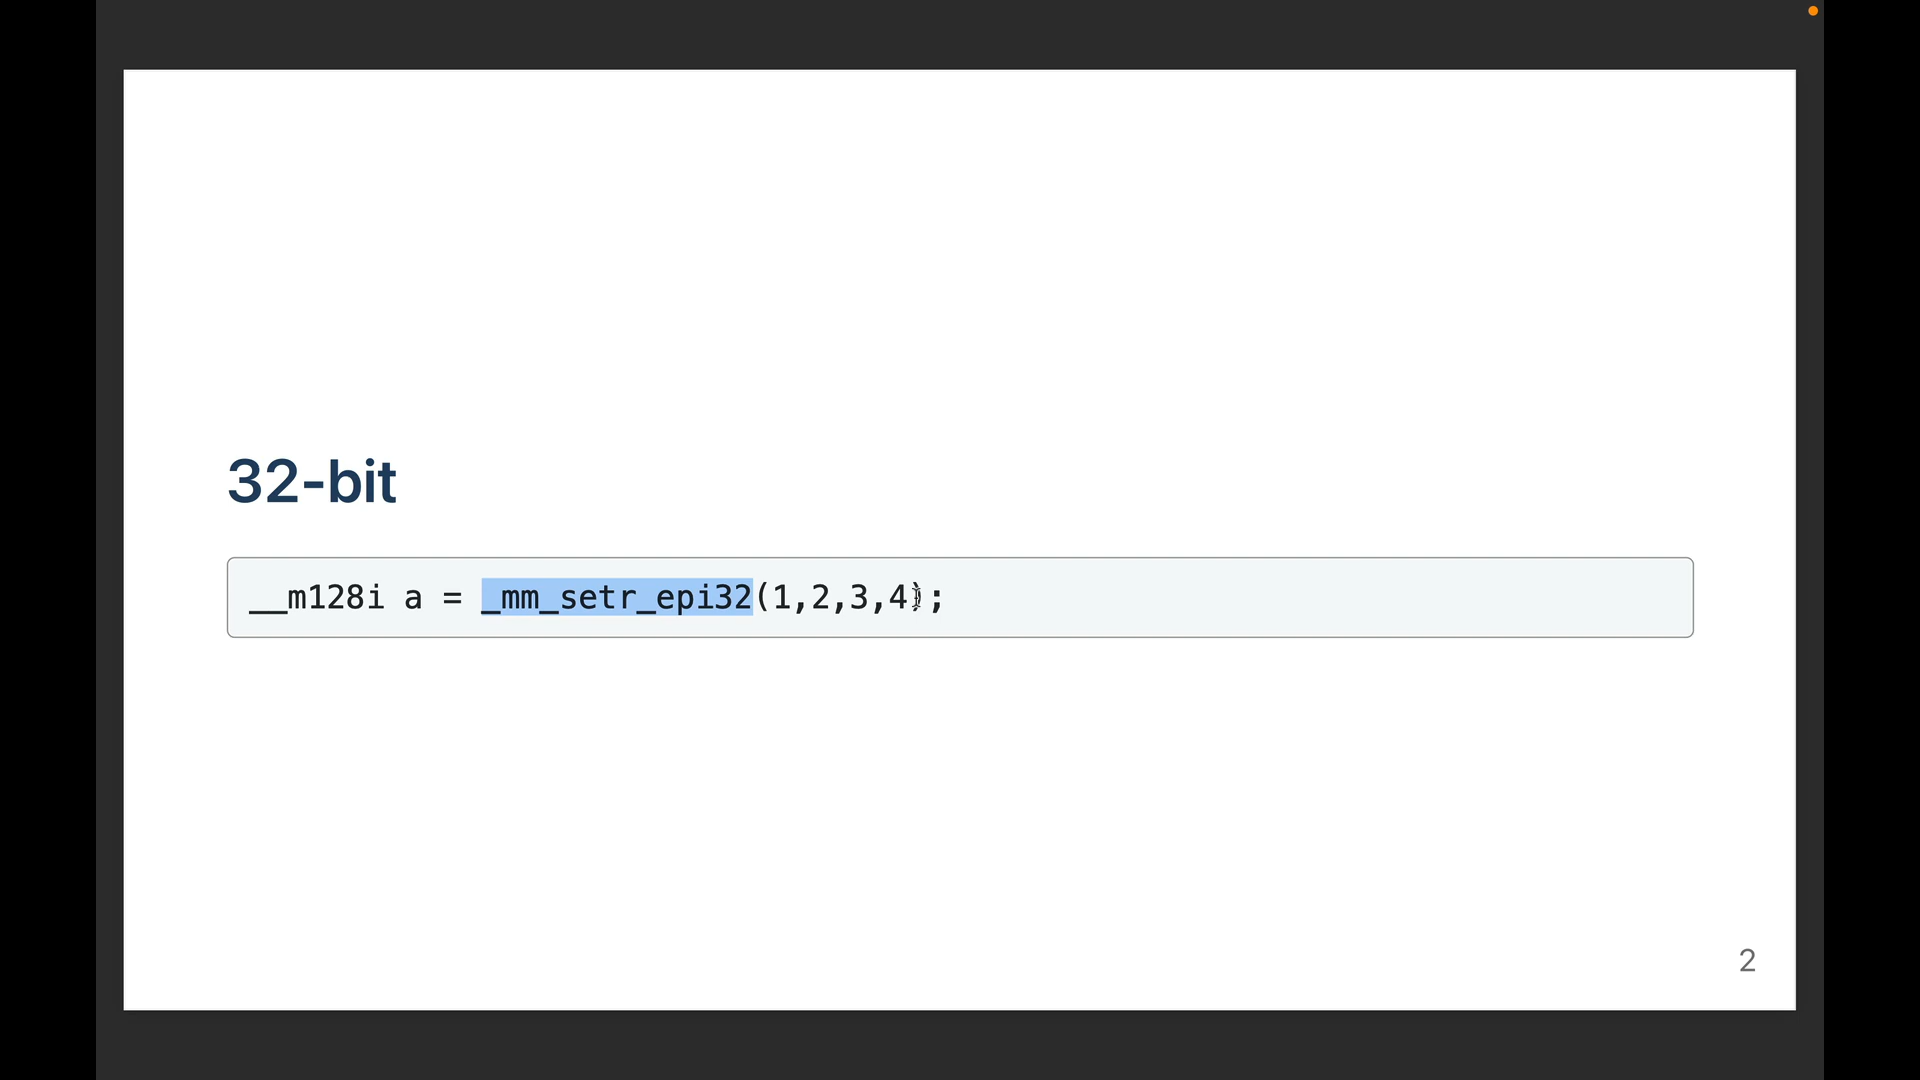 32-bit
__m128i a = _mm_setr_epi32(1,2,3,4);
2